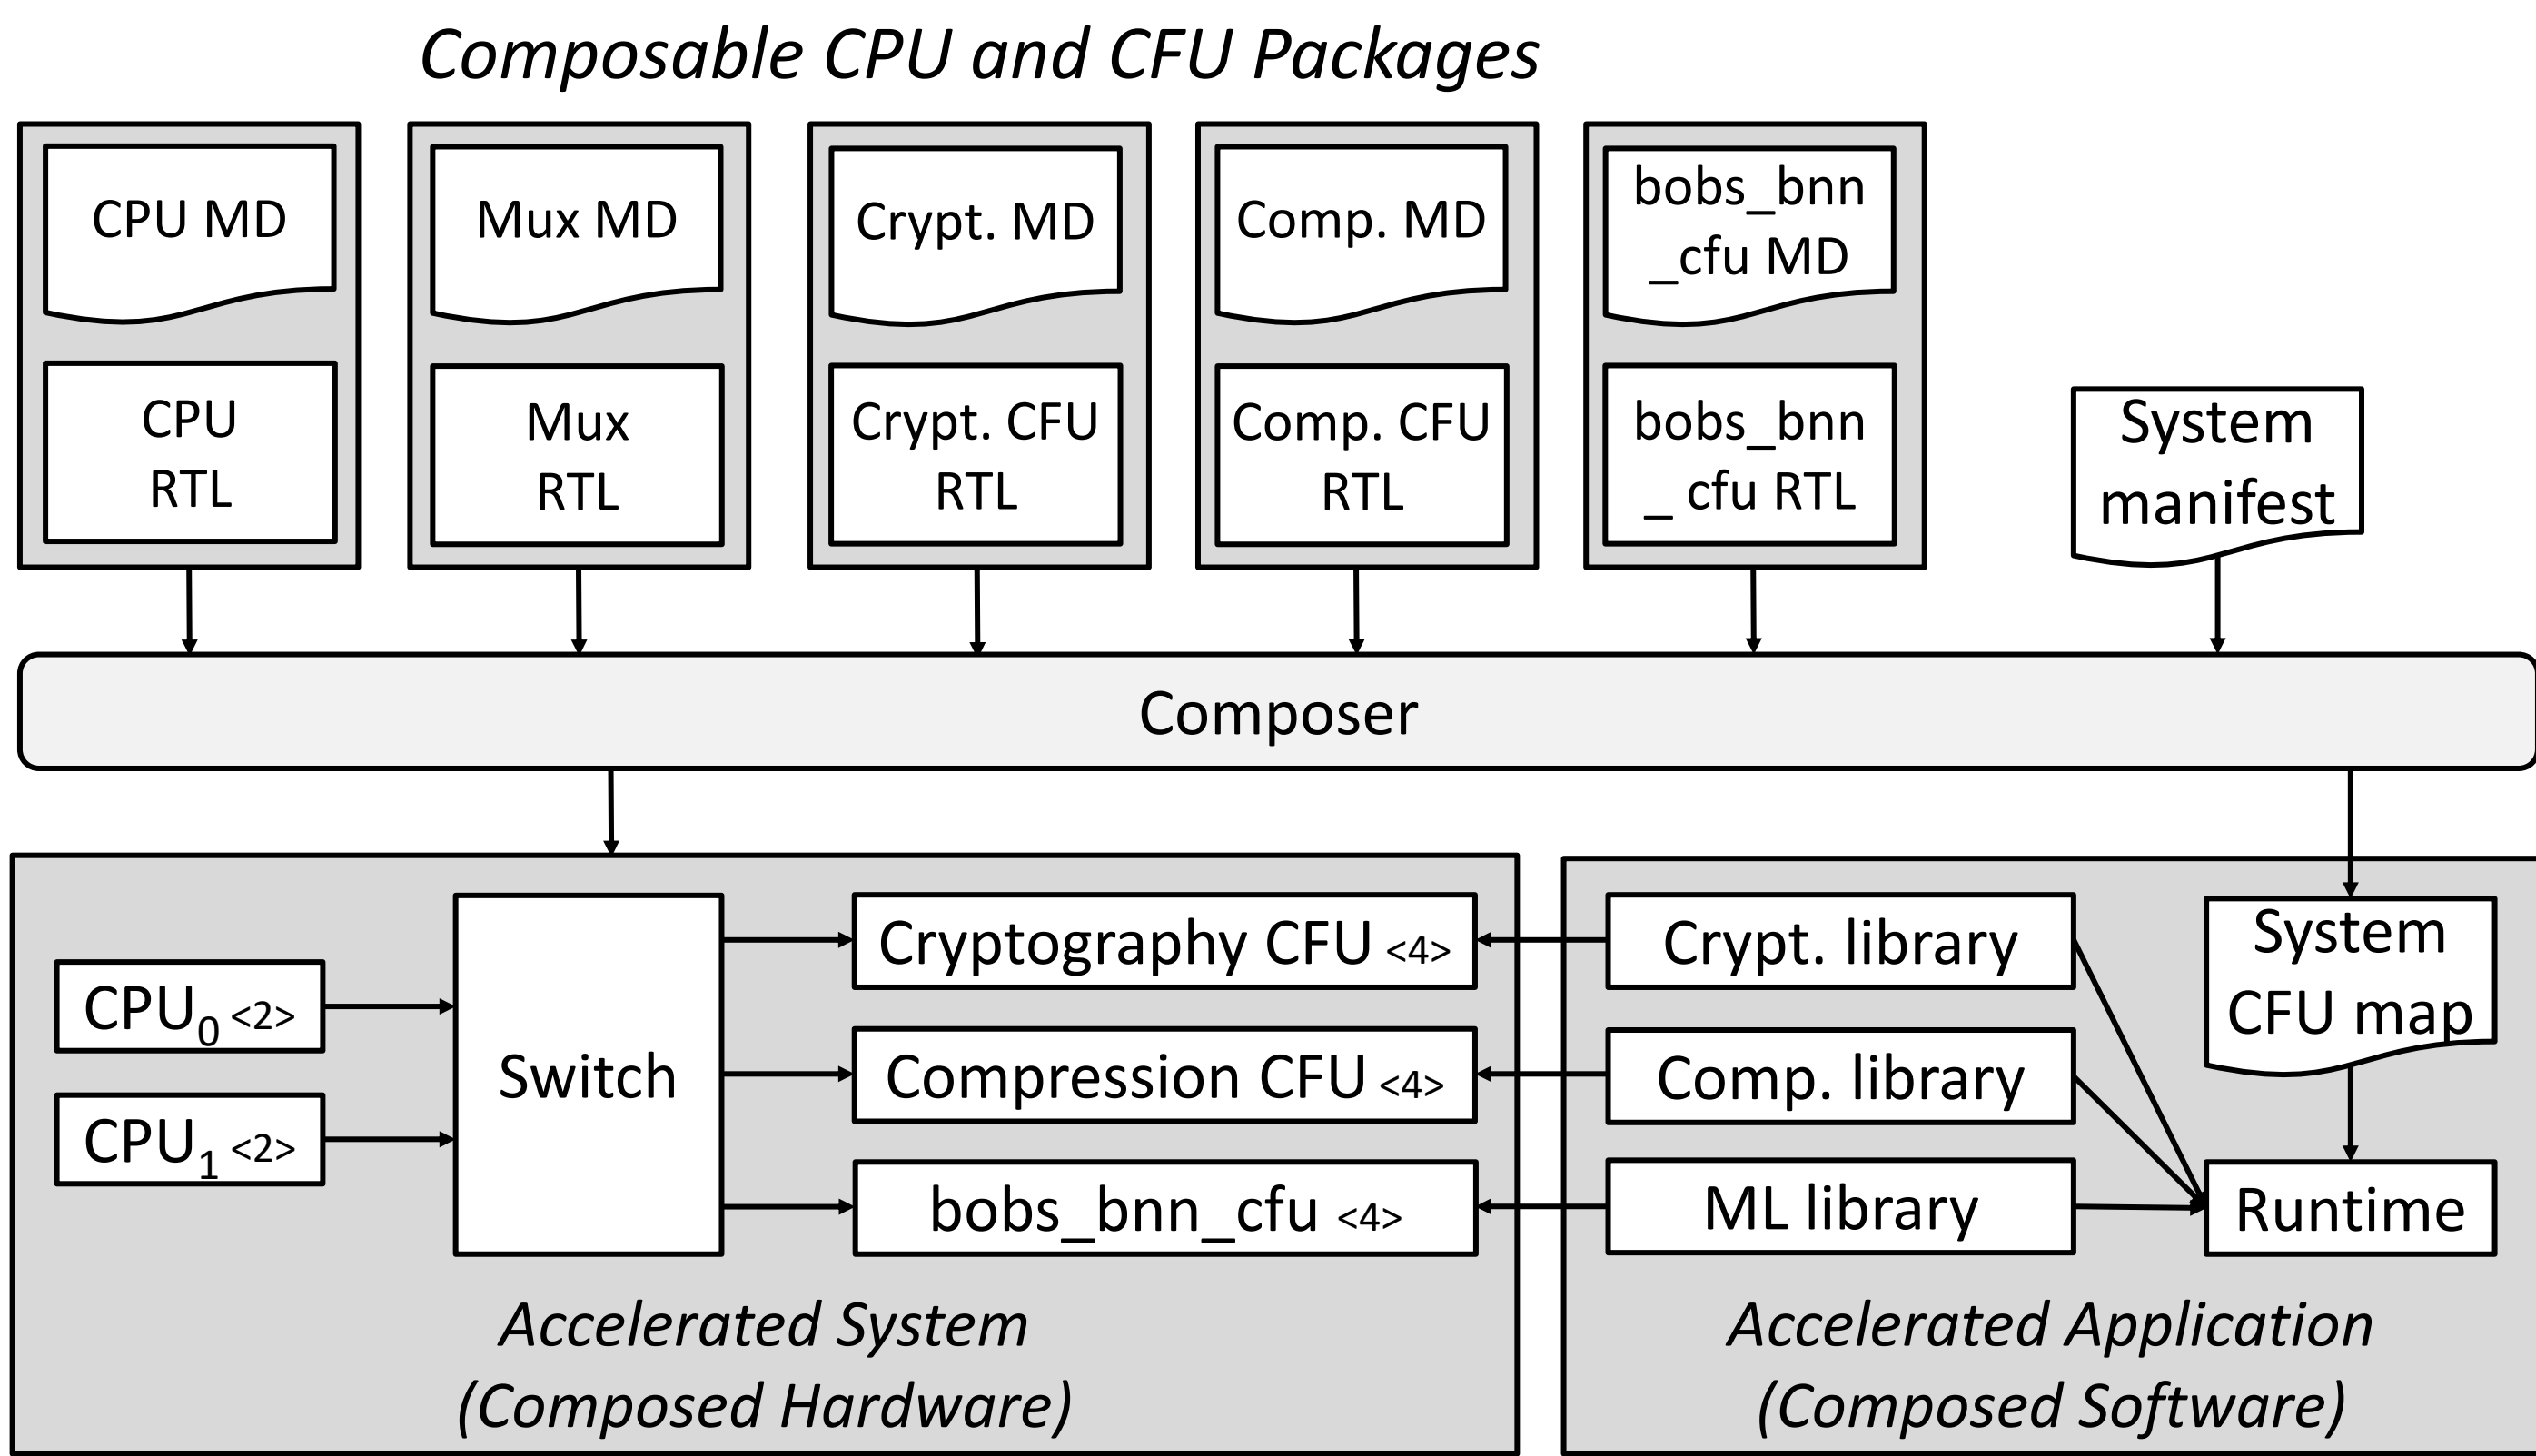 Composable CPU and CFU Packages
CPU MD
CPU
RTL
Mux MD
Mux
RTL
Crypt. MD
Crypt. CFU
RTL
Comp. MD
Comp. CFU
RTL
bobs_bnn
_cfu MD
bobs_bnn
_ cfu RTL
System
manifest
Composer
CPU0 <2>
CPU1 <2>
Switch
Cryptography CFU <4>
Compression CFU <4>
bobs_bnn_cfu <4>
Accelerated System
(Composed Hardware)
Crypt. library
Comp. library
ML library
System
CFU map
Runtime
Accelerated Application
(Composed Software)